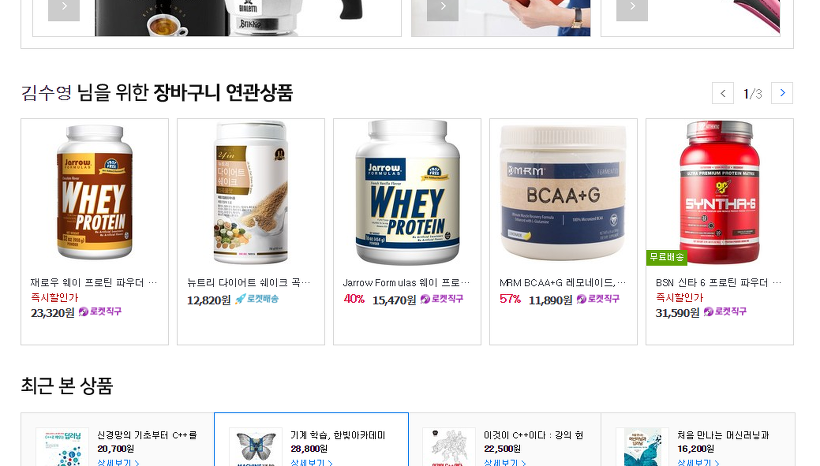 BIALETTI
김수영 님을 위한 장바구니 연관상품
1/3
Jarrow
FORMULAS
WHEY
PROTEIN
다이어트
쉐이크
Jarrow
FORMULAS
WHEY
PROTEIN
MRM
BCAA+G
ULTRA PREMIUM PROTEIN MATRIX
SYNTHA-6
무료배송
재로우 웨이 프로틴 파우더 ...
즉시할인가
23,320원 로켓직구
뉴트리 다이어트 쉐이크 곡...
12,820원 로켓배송
Jarrow Formulas 웨이 프로...
40% 15,470원 로켓직구
MRM BCAA+G 레모네이드, ...
57% 11,890원 로켓직구
BSN 신타 6 프로틴 파우더 ...
즉시할인가
31,590원 로켓직구
최근 본 상품
신경망의 기초부터 C++를
20,700원
상세보기 >
기계 학습, 한빛아카데미
28,800원
상세보기 >
이것이 C++이다 : 강의 현
22,500원
상세보기 >
처음 만나는 머신러닝과
16,200원
상세보기 >